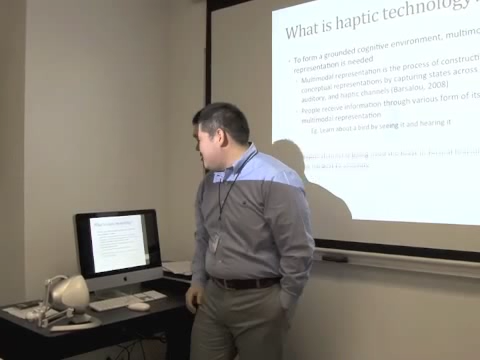 What is haptic technology
To form a grounded cognitive environment, multimo
representation is needed
Multimodal representation is the process of constructi
conceptual representations by capturing states across
auditory, and haptic channels (Barsalou, 2008)
People receive information through various form of its
multimodal representation
Eg. Learn about a bird by seeing it and hearing it